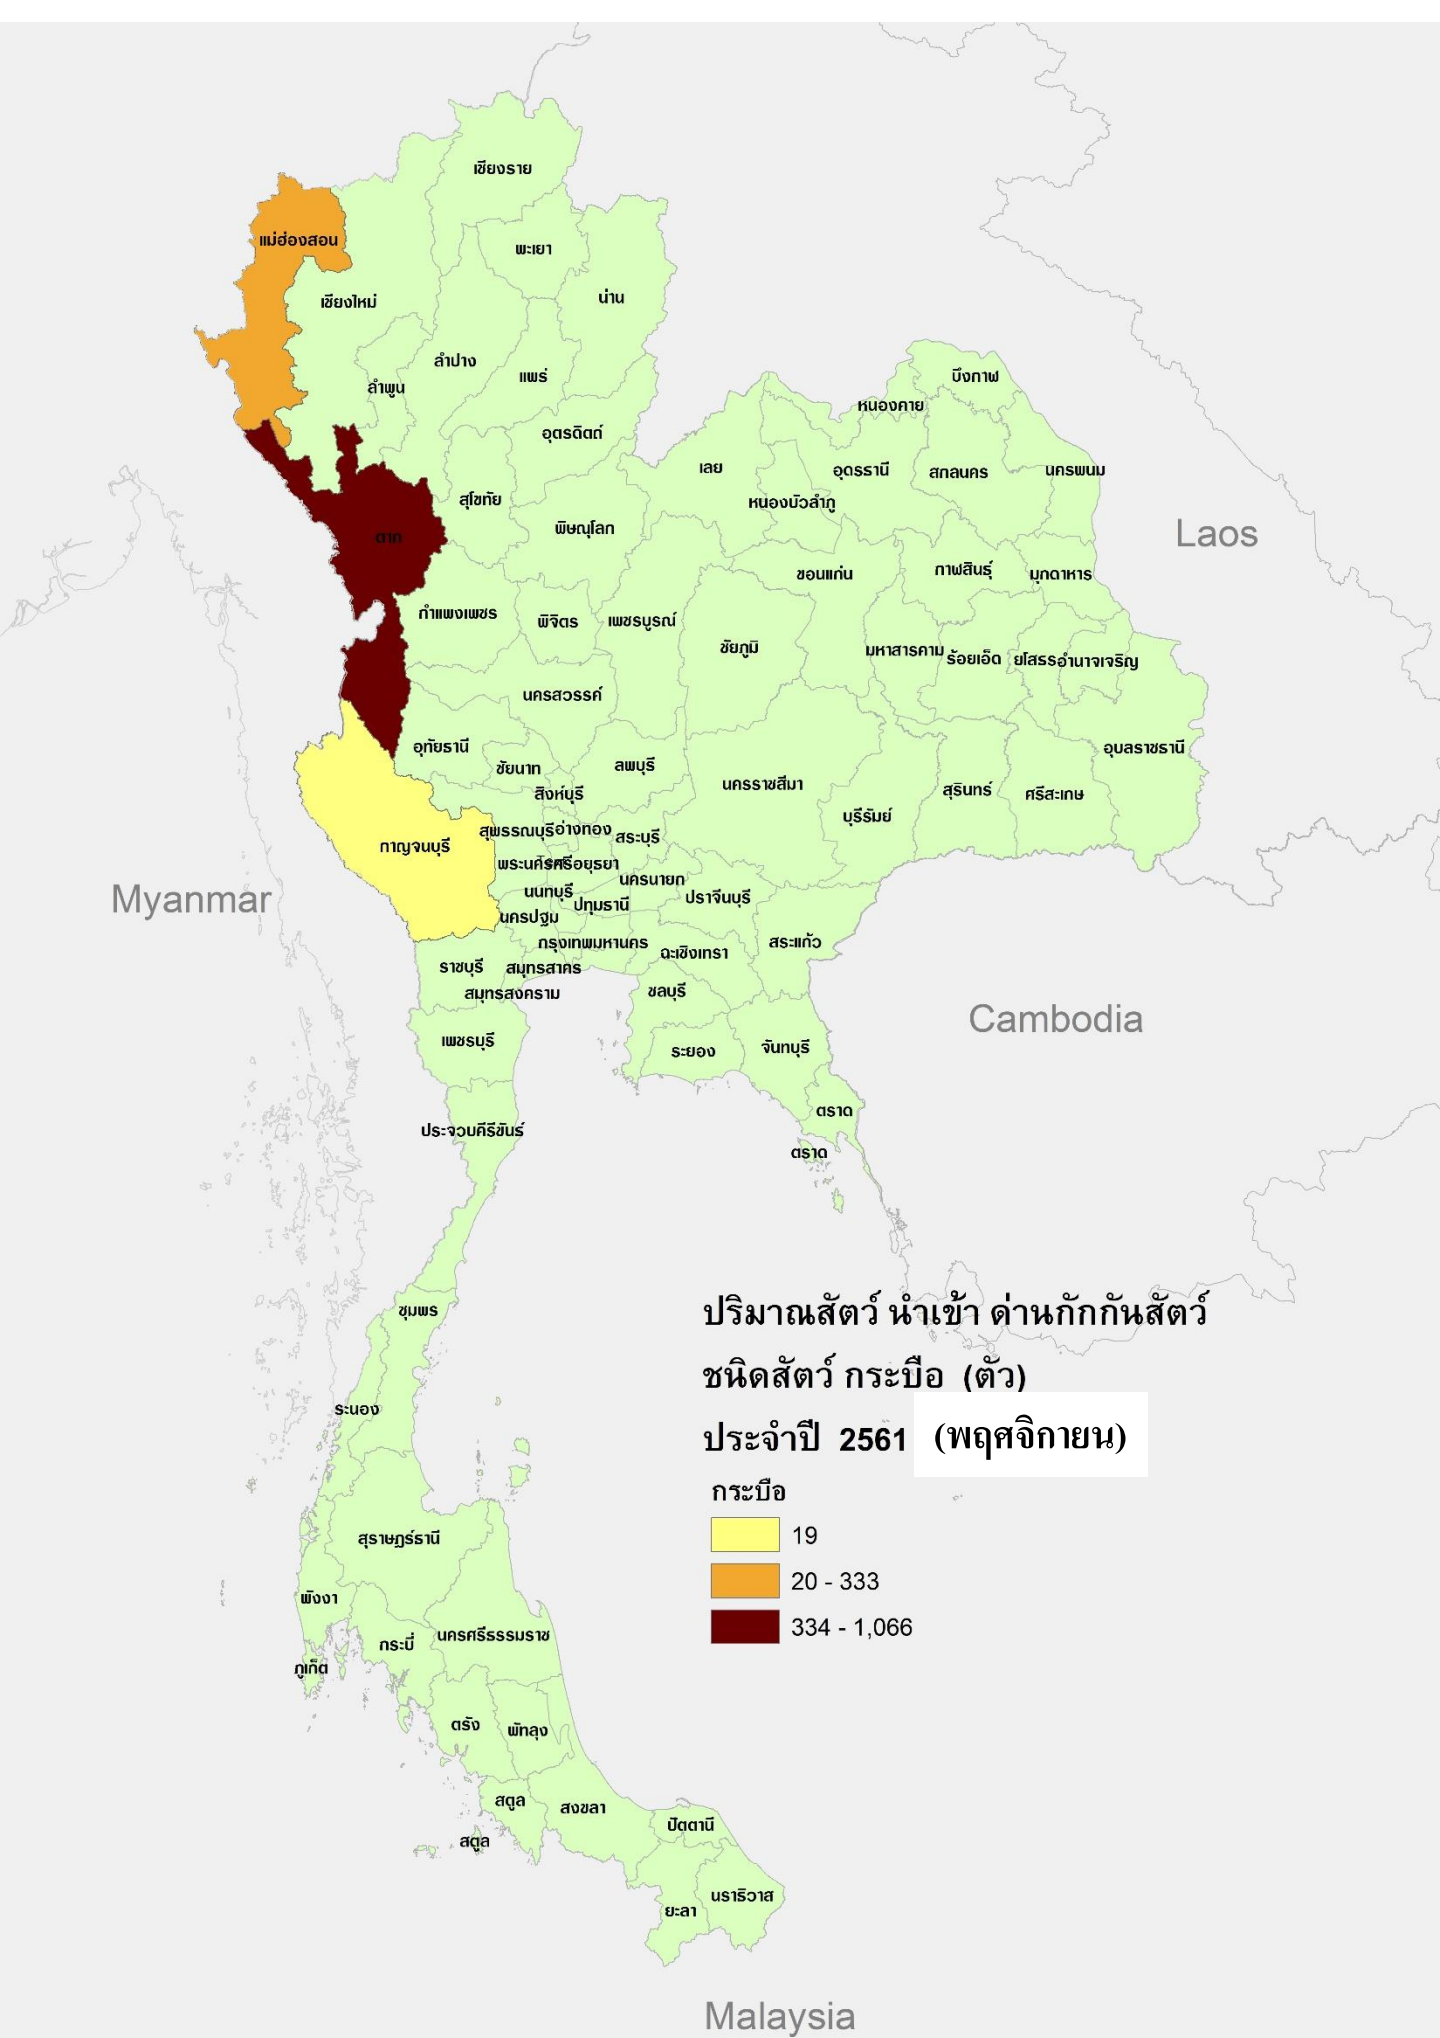 เชียงราย
แม่ฮ่องสอน
พะเยา
น่าน
เชียงใหม่
ลำปาง
แพร่
ลำพูน
บึงกาฬ
หนองคาย
อุตรดิตถ์
เลย
อุดรธานี
สกลนคร
นครพนม
สุโขทัย
หนองบัวลำภู
พิษณุโลก
ตาก
Laos
ขอนแก่น
กาฬสินธุ์
มุกดาหาร
กำแพงเพชร
พิจิตร
เพชรบูรณ์
ชัยภูมิ
มหาสารคาม
ร้อยเอ็ด
ยโสธร
อำนาจเจริญ
นครสวรรค์
อุทัยธานี
อุบลราชธานี
ชัยนาท
ลพบุรี
นครราชสีมา
สุรินทร์
ศรีสะเกษ
สิงห์บุรี
บุรีรัมย์
สุพรรณบุรี
อ่างทอง
สระบุรี
กาญจนบุรี
พระนครศรีอยุธยา
นครนายก
นนทบุรี
ปทุมธานี
ปราจีนบุรี
Myanmar
นครปฐม
กรุงเทพมหานคร
ฉะเชิงเทรา
สระแก้ว
ราชบุรี
สมุทรสาคร
สมุทรสงคราม
ชลบุรี
Cambodia
เพชรบุรี
ระยอง
จันทบุรี
ตราด
ประจวบคีรีขันธ์
ตราด
ชุมพร
ระนอง
ปริมาณสัตว์ นำเข้า ด่านกักกันสัตว์
ชนิดสัตว์ กระบือ (ตัว)
ประจำปี 2561 (พฤศจิกายน)
กระบือ
19
20 - 333
334 - 1,066
สุราษฎร์ธานี
พังงา
กระบี่
นครศรีธรรมราช
ภูเก็ต
ตรัง
พัทลุง
สตูล
สงขลา
ปัตตานี
สตูล
นราธิวาส
ยะลา
Malaysia